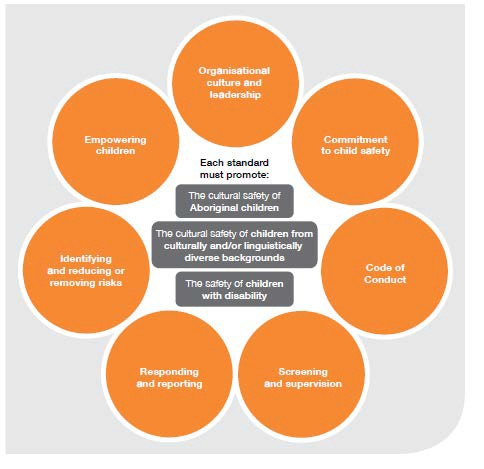 Organisational
culture and
leadership
Empowering
children
Commitment
to child safety
Each standard
must promote:
The cultural safety of
Aboriginal children
The cultural safety of children from
culturally and/or linguistically
diverse backgrounds
The safety of children
with disability
Identifying
and reducing or
removing risks
Code of
Conduct
Responding
and reporting
Screening
and supervision